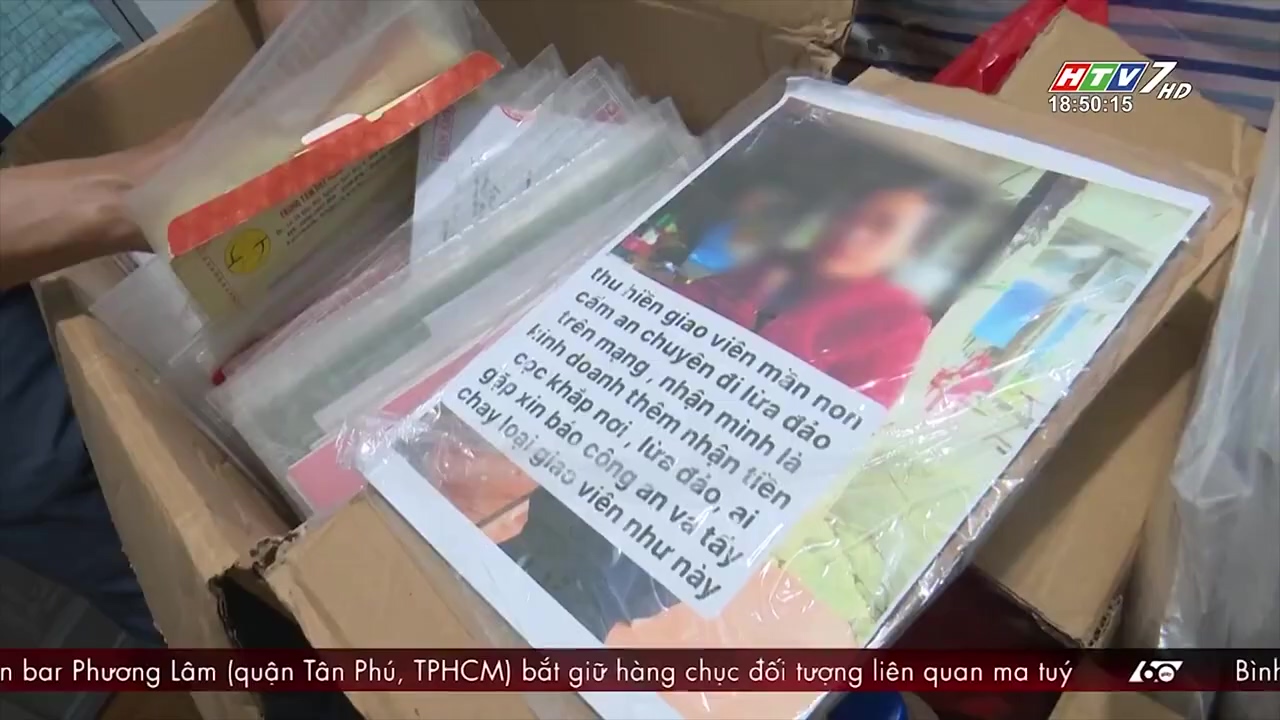 HTV7 HD
18:50:15
thu hiền giao viên mần non
cấm an chuyên đi lừa đảo
trên mạng , nhận mình là
kinh doanh thêm nhận tiền
cọc khắp nơi , lừa đảo , ai
gặp xin báo công an và tẩy
chay loại giao viên như này
n bar Phương Lâm (quận Tân Phú, TPHCM) bắt giữ hàng chục đối tượng liên quan ma tuý
60
Bình